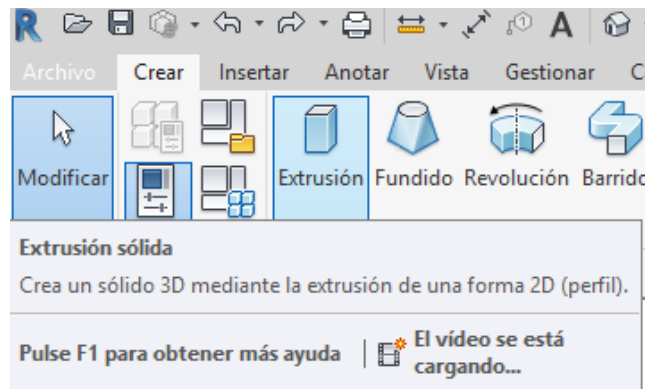 Archivo Crear Insertar Anotar Vista Gestionar
Modificar Extrusión Fundido Revolución Barrido
Extrusión sólida
Crea un sólido 3D mediante la extrusión de una forma 2D (perfil).
Pulse F1 para obtener más ayuda
El vídeo se está
cargando...